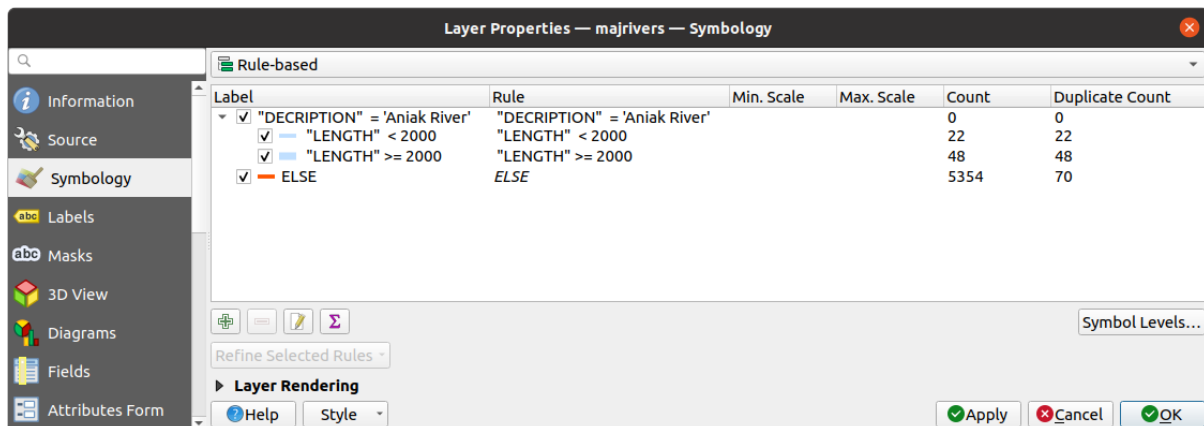 Layer Properties — majrivers — Symbology
Rule-based
Information
Source
Symbology
Labels
Masks
3D View
Diagrams
Fields
Attributes Form
Label Rule Min. Scale Max. Scale Count Duplicate Count
"DECRIPTION" = 'Aniak River' "DECRIPTION" = 'Aniak River' 0 0
"LENGTH" < 2000 "LENGTH" < 2000 22 22
"LENGTH" >= 2000 "LENGTH" >= 2000 48 48
ELSE ELSE 5354 70
Symbol Levels...
Refine Selected Rules
Layer Rendering
Help Style Apply Cancel OK